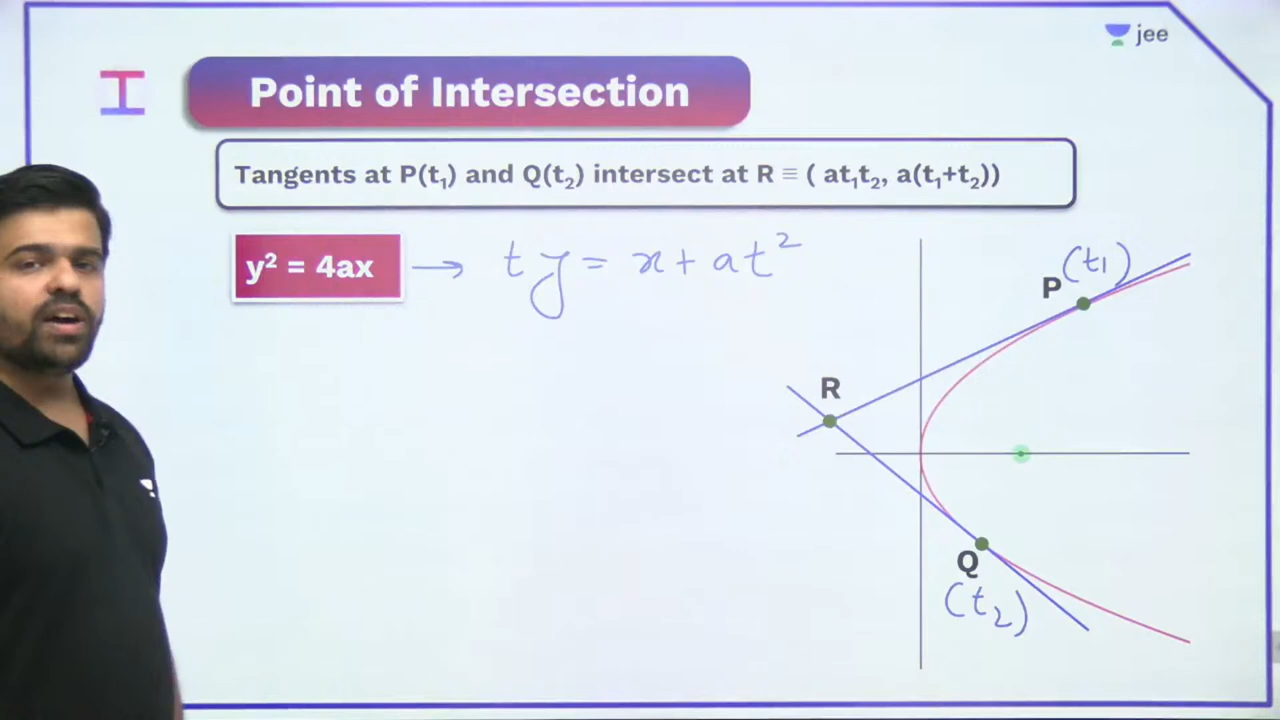 jee
Point of Intersection
Tangents at P(t₁) and Q(t₂) intersect at R ≡ ( at₁t₂, a(t₁+t₂))
y² = 4ax → ty = x + at²
P (t₁)
R
Q
(t₂)